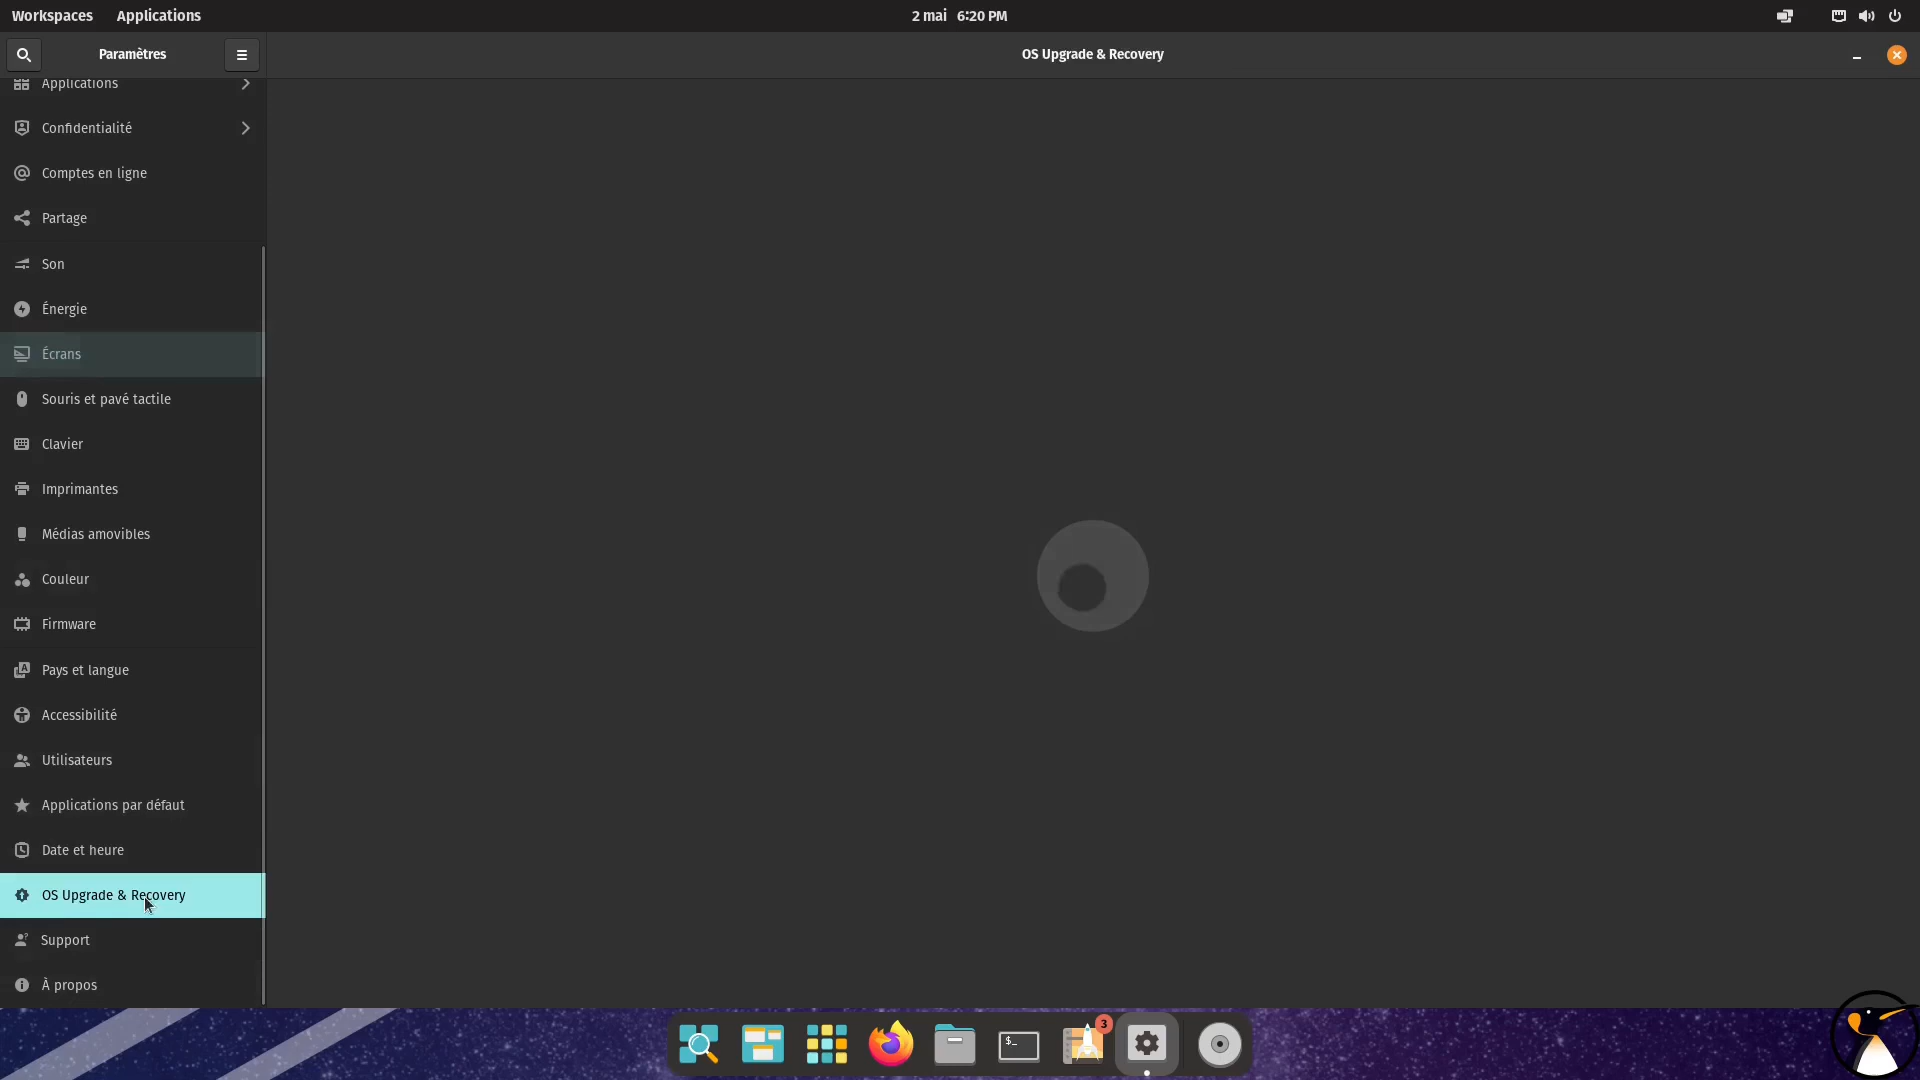 Workspaces Applications 2 mai 6:20 PM
Paramètres OS Upgrade & Recovery
Applications
Confidentialité
Comptes en ligne
Partage
Son
Énergie
Écrans
Souris et pavé tactile
Clavier
Imprimantes
Médias amovibles
Couleur
Firmware
Pays et langue
Accessibilité
Utilisateurs
Applications par défaut
Date et heure
OS Upgrade & Recovery
Support
À propos
$_
3